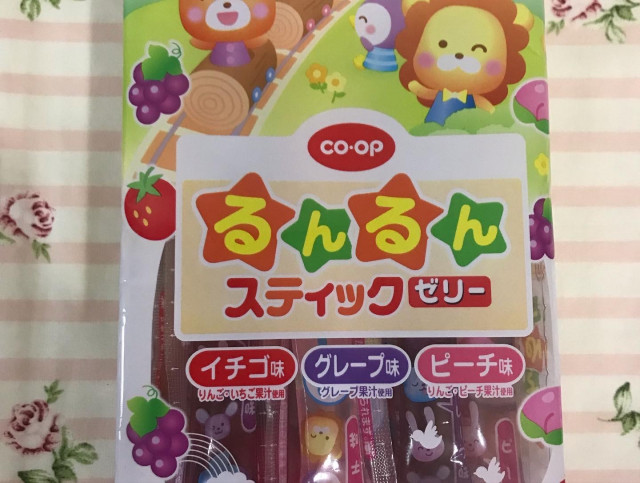 CO·OP
るんるん
スティックゼリー
イチゴ味 グレープ味 ピーチ味
りんご・いちご果汁使用 グレープ果汁使用 りんご・ピーチ果汁使用